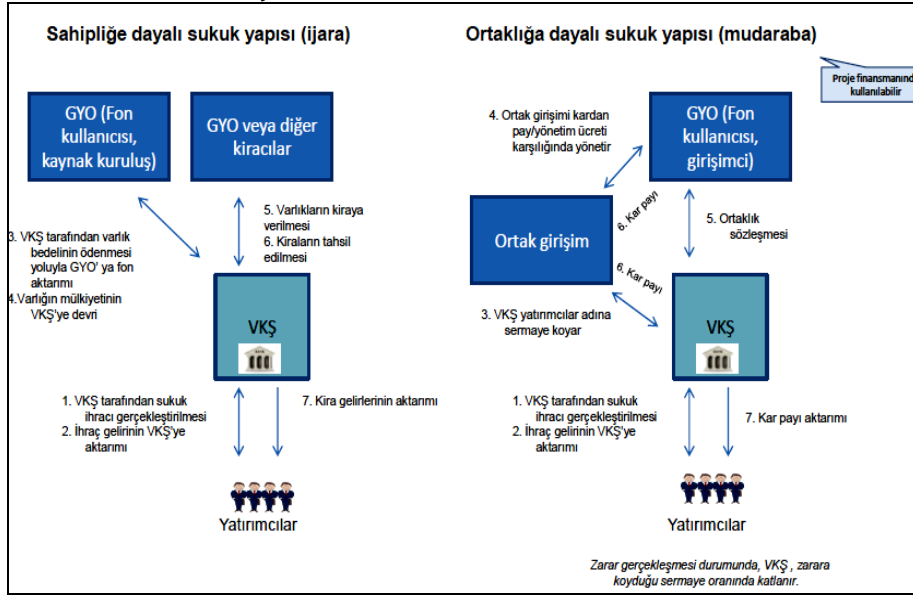 Sahipliğe dayalı sukuk yapısı (ijara)
GYO (Fon
kullanıcısı,
kaynak kuruluş)
GYO veya diğer
kiracılar
5. Varlıkların kiraya
verilmesi
6. Kiraların tahsil
edilmesi
3. VKŞ tarafından varlık
bedelinin ödenmesi
yoluyla GYO' ya fon
aktarımı
4.Varlığın mülkiyetinin
VKŞ'ye devri
VKŞ
1. VKŞ tarafından sukuk
ihracı gerçekleştirilmesi
2. İhraç gelirinin VKŞ'ye
aktarımı
7. Kira gelirlerinin aktarımı
Yatırımcılar
Ortaklığa dayalı sukuk yapısı (mudaraba)
Proje finansmanınd
kullanılabilir
4. Ortak girişimi kardan
pay/yönetim ücreti
karşılığında yönetir
GYO (Fon
kullanıcısı,
girişimci)
6. Kar payı
5. Ortaklık
sözleşmesi
Ortak girişim
6. Kar payı
3. VKŞ yatırımcılar adına
sermaye koyar
VKŞ
1. VKŞ tarafından sukuk
ihracı gerçekleştirilmesi
2. İhraç gelirinin VKŞ'ye
aktarımı
7. Kar payı aktarımı
Yatırımcılar
Zarar gerçekleşmesi durumunda, VKŞ , zarara
koyduğu sermaye oranında katlanır.